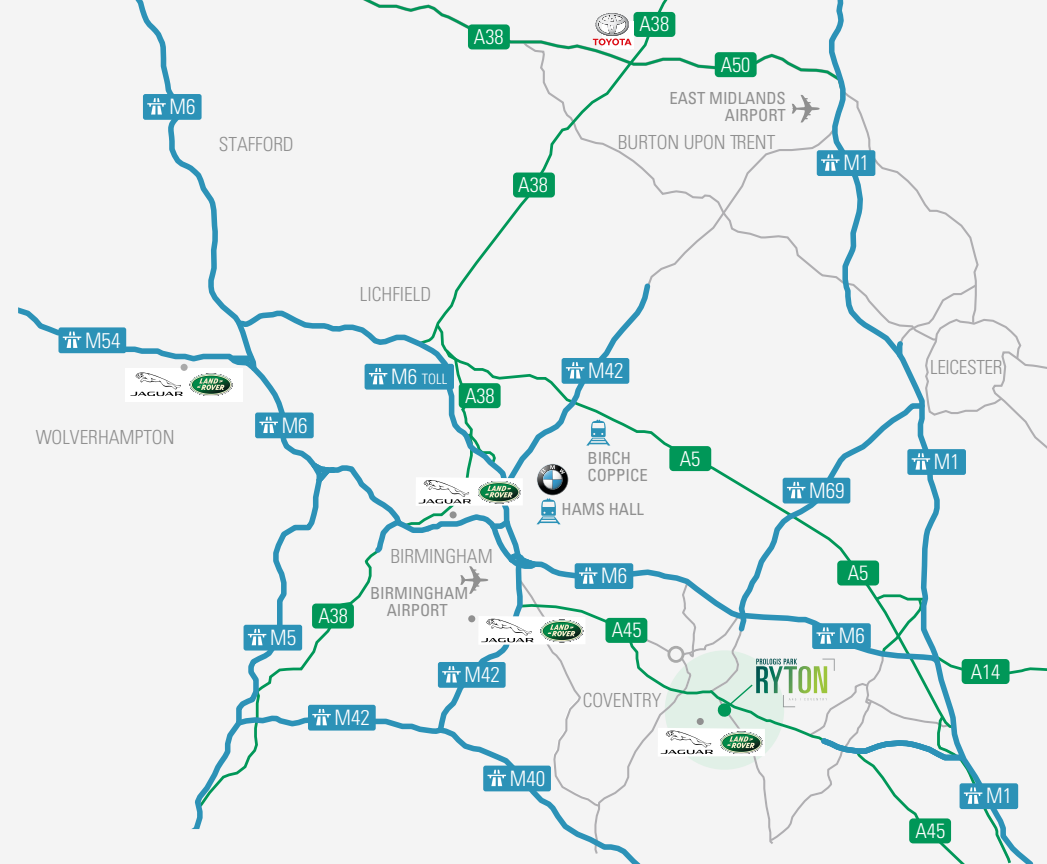 A38
TOYOTA
A38
A50
EAST MIDLANDS
AIRPORT
M6
STAFFORD
BURTON UPON TRENT
M1
A38
LICHFIELD
M54
M6 TOLL
M42
LEICESTER
JAGUAR
LAND-
-ROVER
A38
M6
WOLVERHAMPTON
BIRCH
COPPICE
A5
M1
BMW
JAGUAR
LAND-
-ROVER
M69
HAMS HALL
BIRMINGHAM
M6
A5
BIRMINGHAM
AIRPORT
A38
JAGUAR
LAND-
-ROVER
A45
M5
M6
PROLOGIS PARK
RYTON
M42
A14
COVENTRY
M42
JAGUAR
LAND-
-ROVER
M40
M1
A45